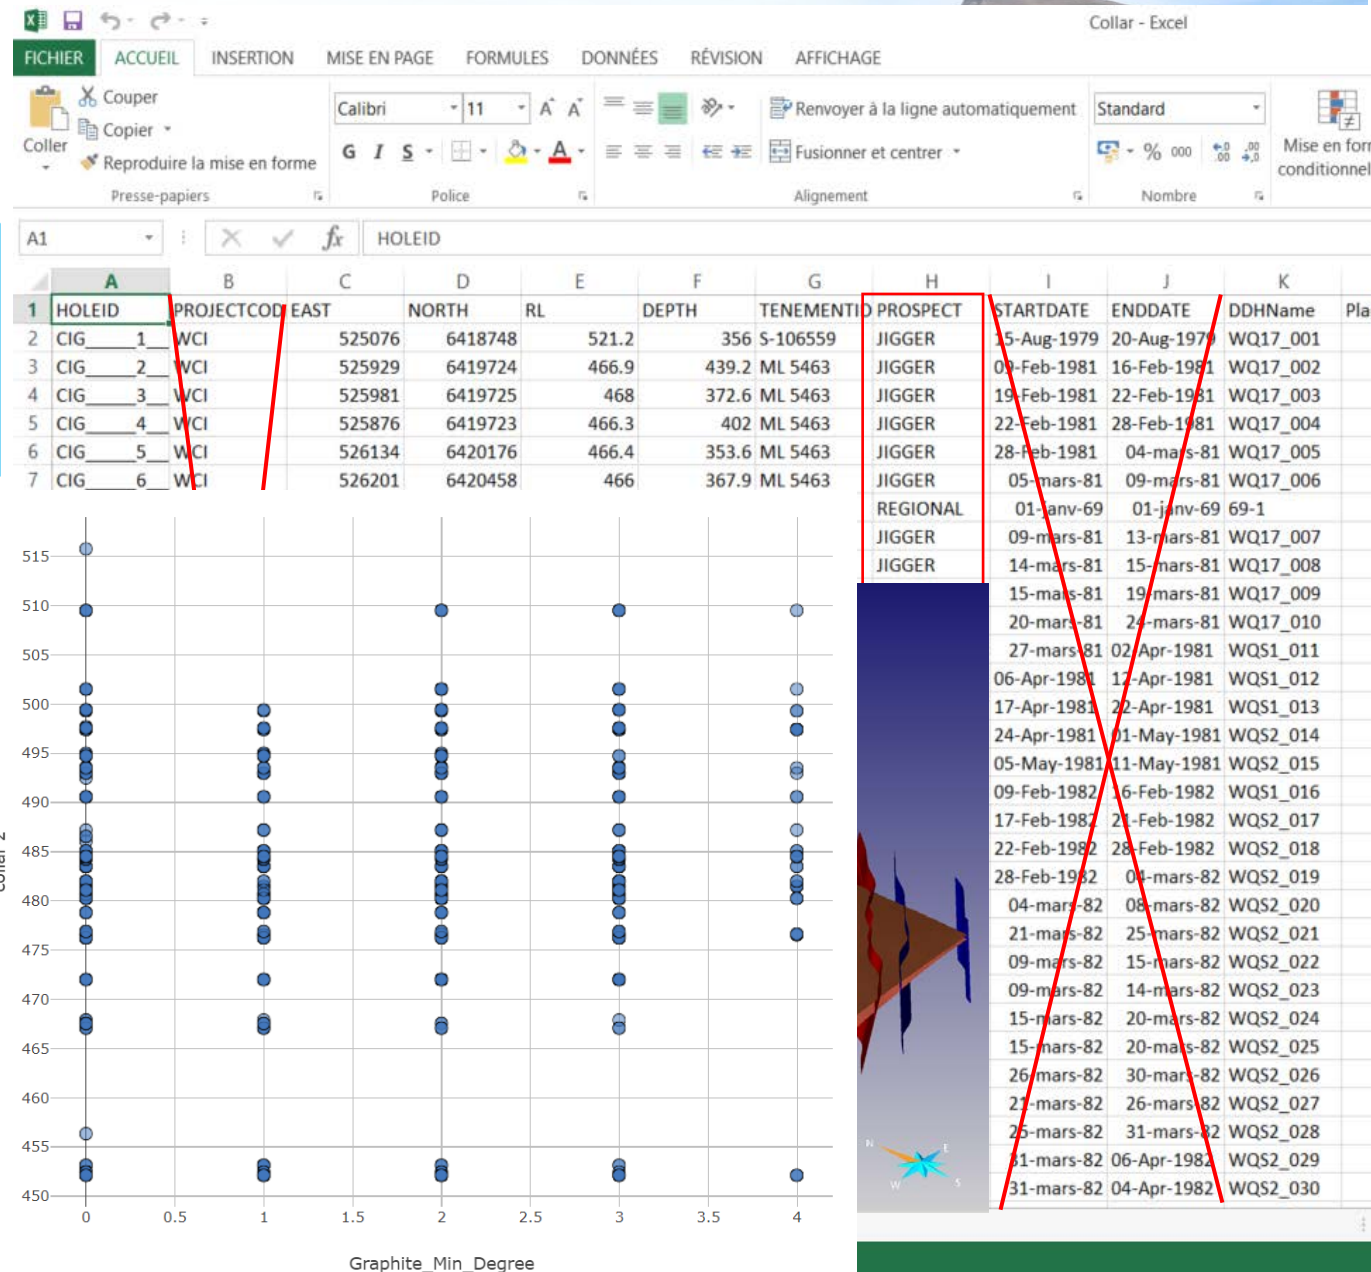 Collar - Excel
FICHIER ACCUEIL INSERTION MISE EN PAGE FORMULES DONNÉES RÉVISION AFFICHAGE
Coller
Couper
Copier
Reproduire la mise en forme
Presse-papiers
Calibri 11 A A
G I S A
Police
Renvoyer à la ligne automatiquement
Fusionner et centrer
Alignement
Standard
% 000
Nombre
Mise en for
conditionnel
A1 fx HOLEID
A B C D E F G H I J K
1 HOLEID PROJECTCOD EAST NORTH RL DEPTH TENEMENTID PROSPECT STARTDATE ENDDATE DDHName Pla
2 CIG_____1__ WCI 525076 6418748 521.2 356 S-106559 JIGGER 15-Aug-1979 20-Aug-1979 WQ17_001
3 CIG_____2__ WCI 525929 6419724 466.9 439.2 ML 5463 JIGGER 09-Feb-1981 16-Feb-1981 WQ17_002
4 CIG_____3__ WCI 525981 6419725 468 372.6 ML 5463 JIGGER 19-Feb-1981 22-Feb-1981 WQ17_003
5 CIG_____4__ WCI 525876 6419723 466.3 402 ML 5463 JIGGER 22-Feb-1981 28-Feb-1981 WQ17_004
6 CIG_____5__ WCI 526134 6420176 466.4 353.6 ML 5463 JIGGER 28-Feb-1981 04-mars-81 WQ17_005
7 CIG_____6__ WCI 526201 6420458 466 367.9 ML 5463 JIGGER 05-mars-81 09-mars-81 WQ17_006
REGIONAL 01-janv-69 01-janv-69 69-1
JIGGER 09-mars-81 13-mars-81 WQ17_007
JIGGER 14-mars-81 15-mars-81 WQ17_008
15-mars-81 19-mars-81 WQ17_009
20-mars-81 24-mars-81 WQ17_010
27-mars-81 02-Apr-1981 WQS1_011
06-Apr-1981 12-Apr-1981 WQS1_012
17-Apr-1981 22-Apr-1981 WQS1_013
24-Apr-1981 01-May-1981 WQS2_014
05-May-1981 11-May-1981 WQS2_015
09-Feb-1982 16-Feb-1982 WQS1_016
17-Feb-1982 21-Feb-1982 WQS2_017
22-Feb-1982 28-Feb-1982 WQS2_018
28-Feb-1982 04-mars-82 WQS2_019
04-mars-82 08-mars-82 WQS2_020
21-mars-82 25-mars-82 WQS2_021
09-mars-82 15-mars-82 WQS2_022
09-mars-82 14-mars-82 WQS2_023
15-mars-82 20-mars-82 WQS2_024
15-mars-82 20-mars-82 WQS2_025
26-mars-82 30-mars-82 WQS2_026
21-mars-82 26-mars-82 WQS2_027
25-mars-82 31-mars-82 WQS2_028
31-mars-82 06-Apr-1982 WQS2_029
31-mars-82 04-Apr-1982 WQS2_030
515
510
505
500
495
490
485
480
475
470
465
460
455
450
0 0.5 1 1.5 2 2.5 3 3.5 4
Graphite_Min_Degree
N E
W S